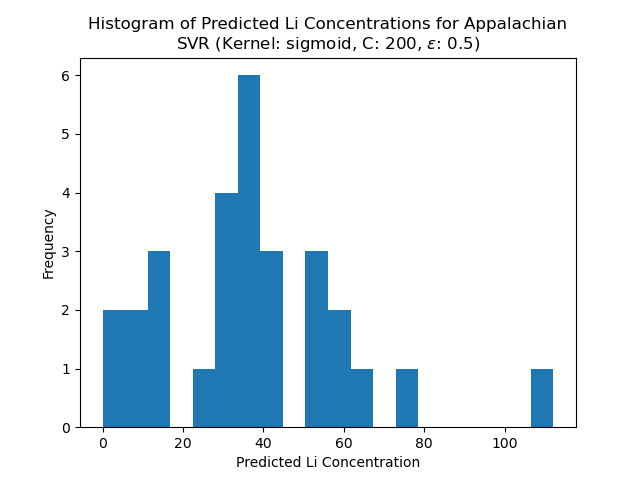 Histogram of Predicted Li Concentrations for Appalachian
SVR (Kernel: sigmoid, C: 200, ε: 0.5)
6
5
4
3
2
1
0
Frequency
0 20 40 60 80 100
Predicted Li Concentration